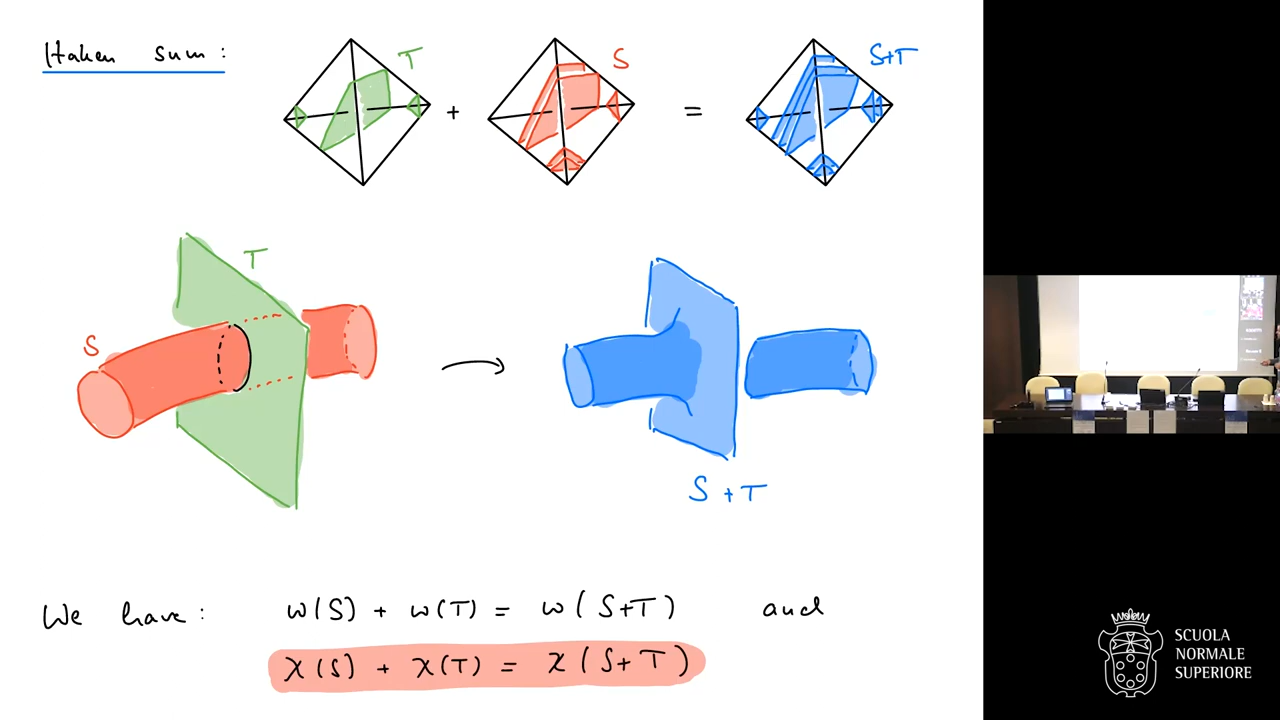 Haken sum:
T
S
S+T
+
=
T
S
S+T
We have: w(S) + w(T) = w(S+T) and
χ(S) + χ(T) = χ(S+T)
SCUOLA
NORMALE
SUPERIORE